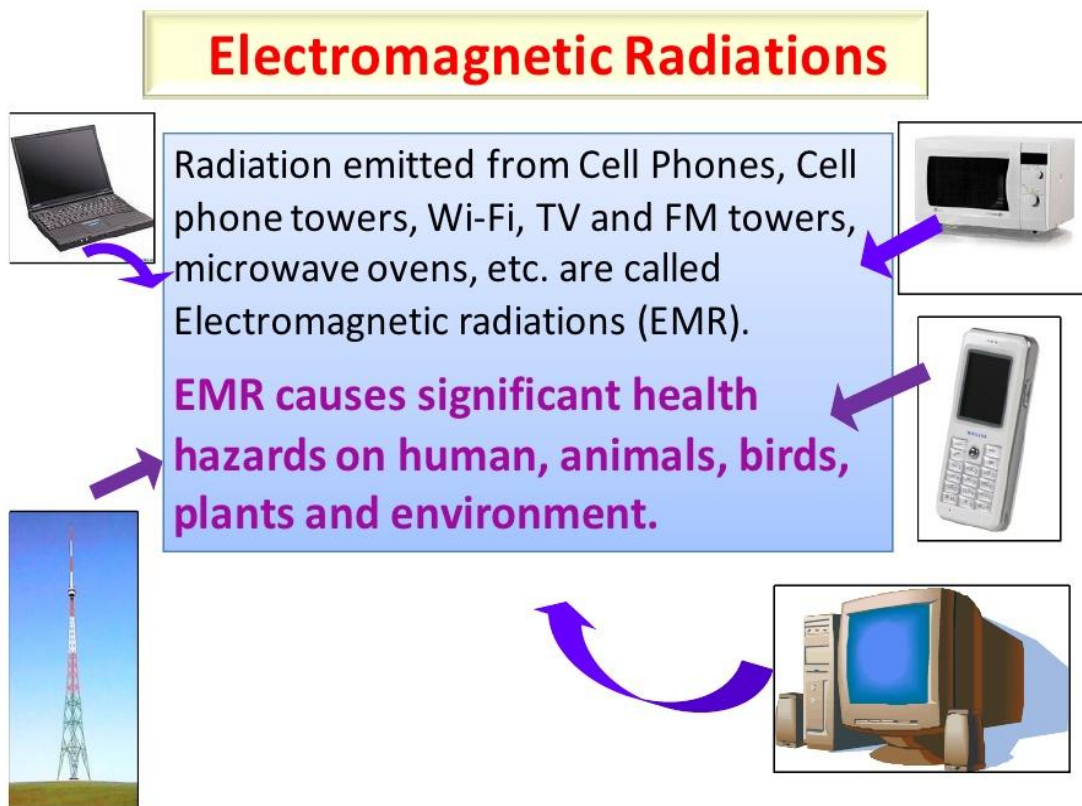 Electromagnetic Radiations
Radiation emitted from Cell Phones, Cell
phone towers, Wi-Fi, TV and FM towers,
microwave ovens, etc. are called
Electromagnetic radiations (EMR).
EMR causes significant health
hazards on human, animals, birds,
plants and environment.